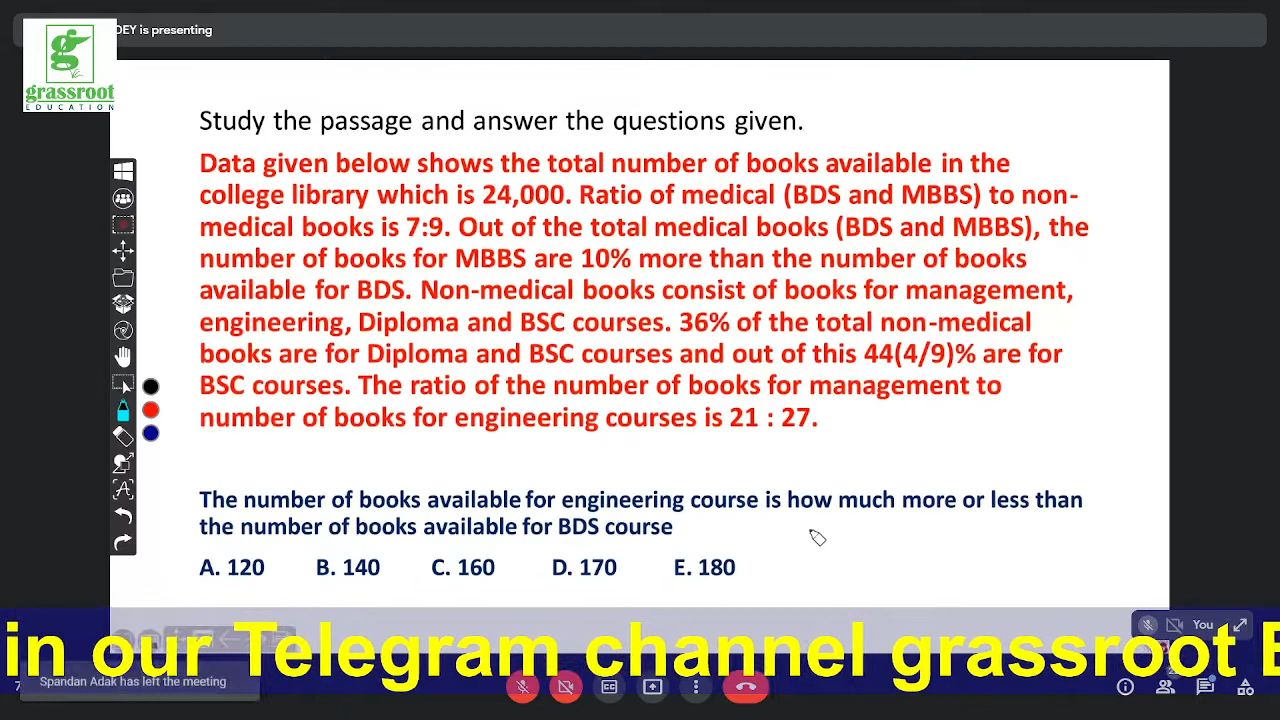 DEY is presenting
g
grassroot
EDUCATION
Study the passage and answer the questions given.
Data given below shows the total number of books available in the
college library which is 24,000. Ratio of medical (BDS and MBBS) to non-
medical books is 7:9. Out of the total medical books (BDS and MBBS), the
number of books for MBBS are 10% more than the number of books
available for BDS. Non-medical books consist of books for management,
engineering, Diploma and BSC courses. 36% of the total non-medical
books are for Diploma and BSC courses and out of this 44(4/9)% are for
BSC courses. The ratio of the number of books for management to
number of books for engineering courses is 21 : 27.
The number of books available for engineering course is how much more or less than
the number of books available for BDS course
A. 120 B. 140 C. 160 D. 170 E. 180
You
in our Telegram channel grassroot E
Spandan Adak has left the meeting